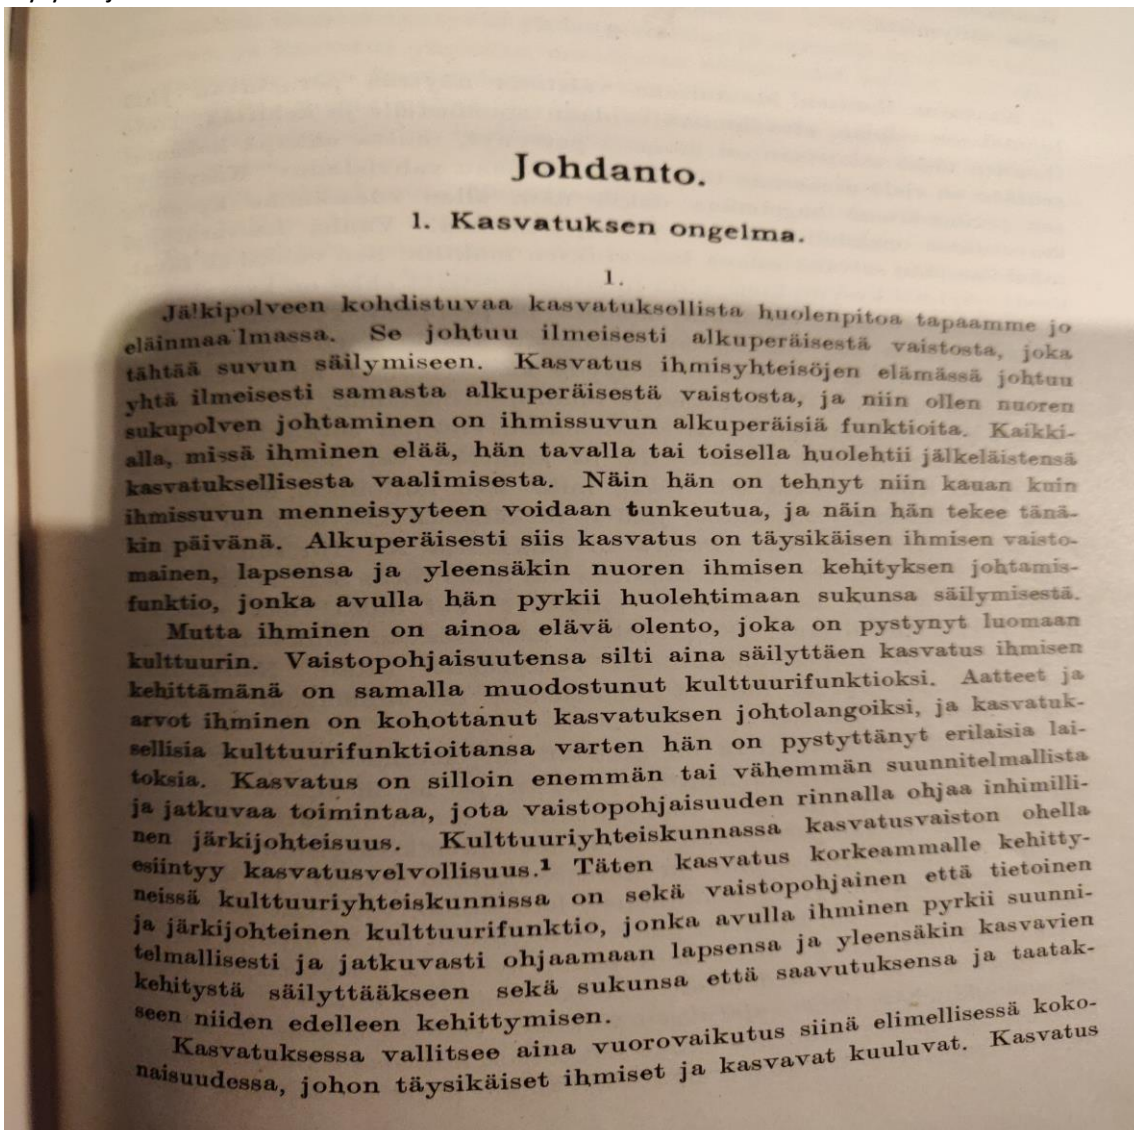 Johdanto.
1. Kasvatuksen ongelma.
1.
Jälkipolveen kohdistuvaa kasvatuksellista huolenpitoa tapaamme jo
eläinmaailmassa. Se johtuu ilmeisesti alkuperäisestä vaistosta, joka
tähtää suvun säilymiseen. Kasvatus ihmisyhteisöjen elämässä johtuu
yhtä ilmeisesti samasta alkuperäisestä vaistosta, ja niin ollen nuoren
sukupolven johtaminen on ihmissuvun alkuperäisiä funktioita. Kaikki-
alla, missä ihminen elää, hän tavalla tai toisella huolehtii jälkeläistensä
kasvatuksellisesta vaalimisesta. Näin hän on tehnyt niin kauan kuin
ihmissuvun menneisyyteen voidaan tunkeutua, ja näin hän tekee tänä-
kin päivänä. Alkuperäisesti siis kasvatus on täysikäisen ihmisen vaisto-
mainen, lapsensa ja yleensäkin nuoren ihmisen kehityksen johtamis-
funktio, jonka avulla hän pyrkii huolehtimaan sukunsa säilymisestä.
Mutta ihminen on ainoa elävä olento, joka on pystynyt luomaan
kulttuurin. Vaistopohjaisuutensa silti aina säilyttäen kasvatus ihmisen
kehittämänä on samalla muodostunut kulttuurifunktioksi. Aatteet ja
arvot ihminen on kohottanut kasvatuksen johtolangoiksi, ja kasvatuk-
sellisia kulttuurifunktioitansa varten hän on pystyttänyt erilaisia lai-
toksia. Kasvatus on silloin enemmän tai vähemmän suunnitelmallista
ja jatkuvaa toimintaa, jota vaistopohjaisuuden rinnalla ohjaa inhimilli-
nen järkijohteisuus. Kulttuuriyhteiskunnassa kasvatusvaiston ohella
esiintyy kasvatusvelvollisuus.¹ Täten kasvatus korkeammalle kehitty-
neissä kulttuuriyhteiskunnissa on sekä vaistopohjainen että tietoinen
ja järkijohteinen kulttuurifunktio, jonka avulla ihminen pyrkii suunni-
telmallisesti ja jatkuvasti ohjaamaan lapsensa ja yleensäkin kasvavien
kehitystä säilyttääkseen sekä sukunsa että saavutuksensa ja taatak-
seen niiden edelleen kehittymisen.
Kasvatuksessa vallitsee aina vuorovaikutus siinä elimellisessä koko-
naisuudessa, johon täysikäiset ihmiset ja kasvavat kuuluvat. Kasvatus